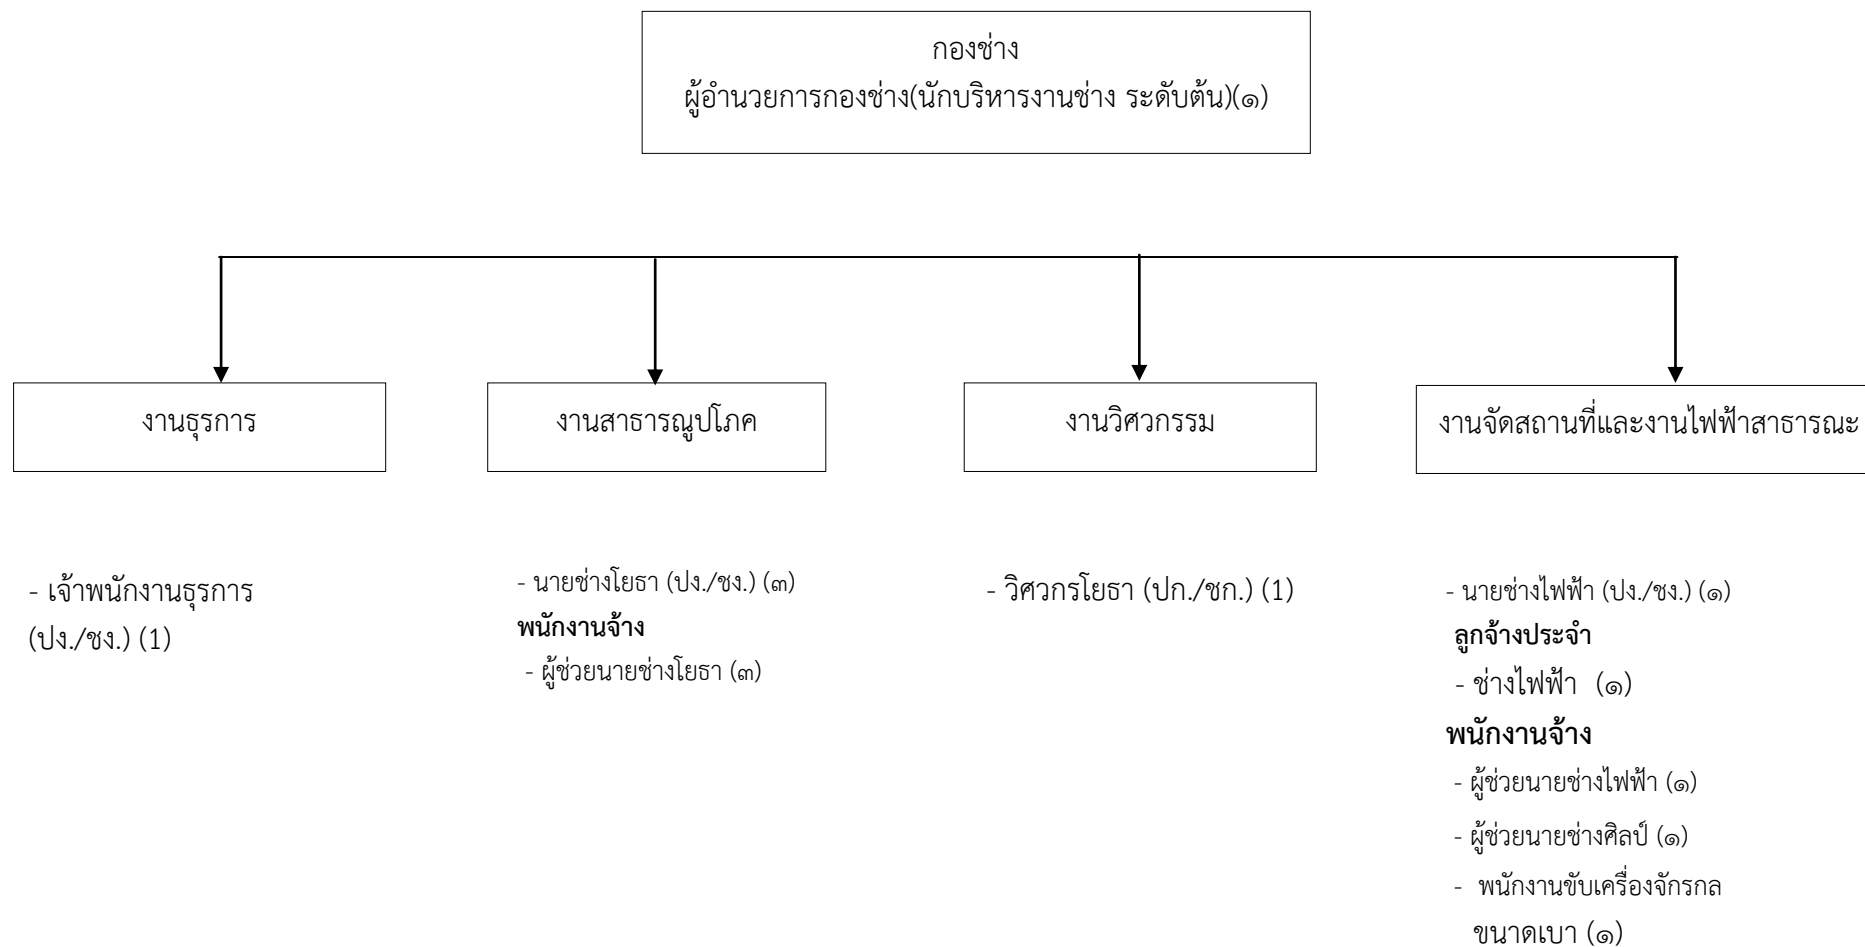 กองช่าง
ผู้อำนวยการกองช่าง(นักบริหารงานช่าง ระดับต้น)(๑)
งานธุรการ
งานสาธารณูปโภค
งานวิศวกรรม
งานจัดสถานที่และงานไฟฟ้าสาธารณะ
- เจ้าพนักงานธุรการ
(ปง./ชง.) (1)
- นายช่างโยธา (ปง./ชง.) (๓)
พนักงานจ้าง
- ผู้ช่วยนายช่างโยธา (๓)
- วิศวกรโยธา (ปก./ชก.) (1)
- นายช่างไฟฟ้า (ปง./ชง.) (๑)
ลูกจ้างประจำ
- ช่างไฟฟ้า (๑)
พนักงานจ้าง
- ผู้ช่วยนายช่างไฟฟ้า (๑)
- ผู้ช่วยนายช่างศิลป์ (๑)
- พนักงานขับเครื่องจักรกล
ขนาดเบา (๑)